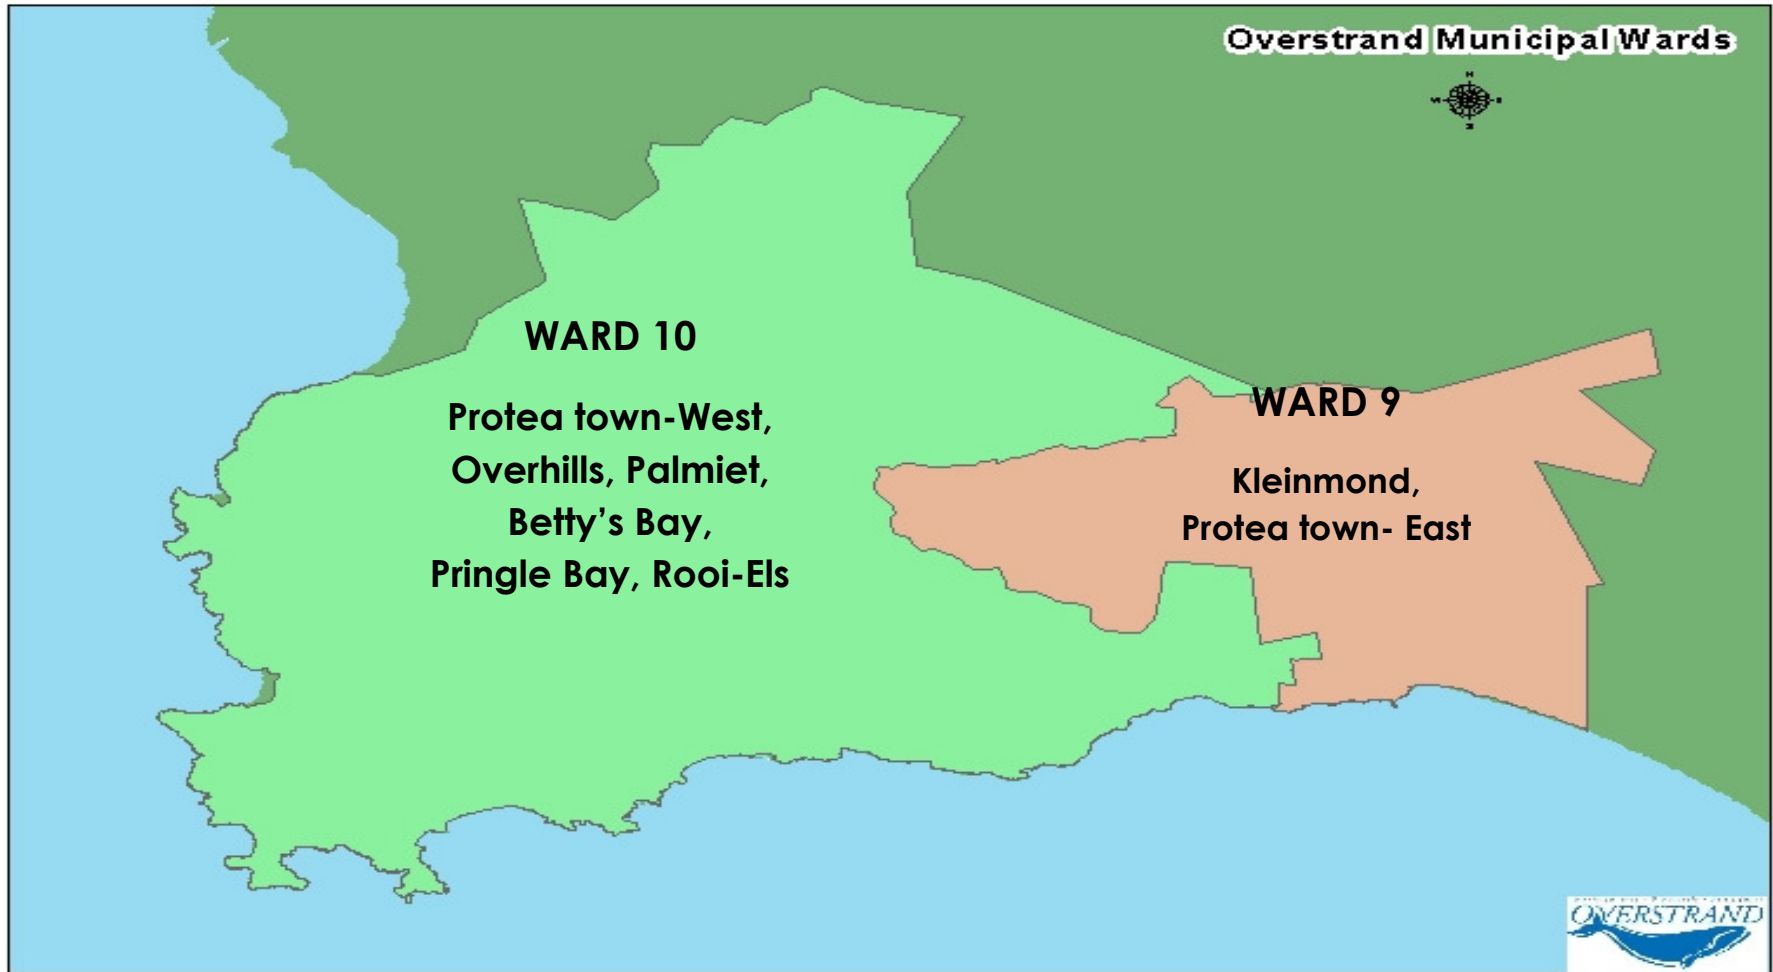 Overstrand Municipal Wards
N
WARD 10
Protea town-West,
Overhills, Palmiet,
Betty’s Bay,
Pringle Bay, Rooi-Els
WARD 9
Kleinmond,
Protea town- East
OVERSTRAND